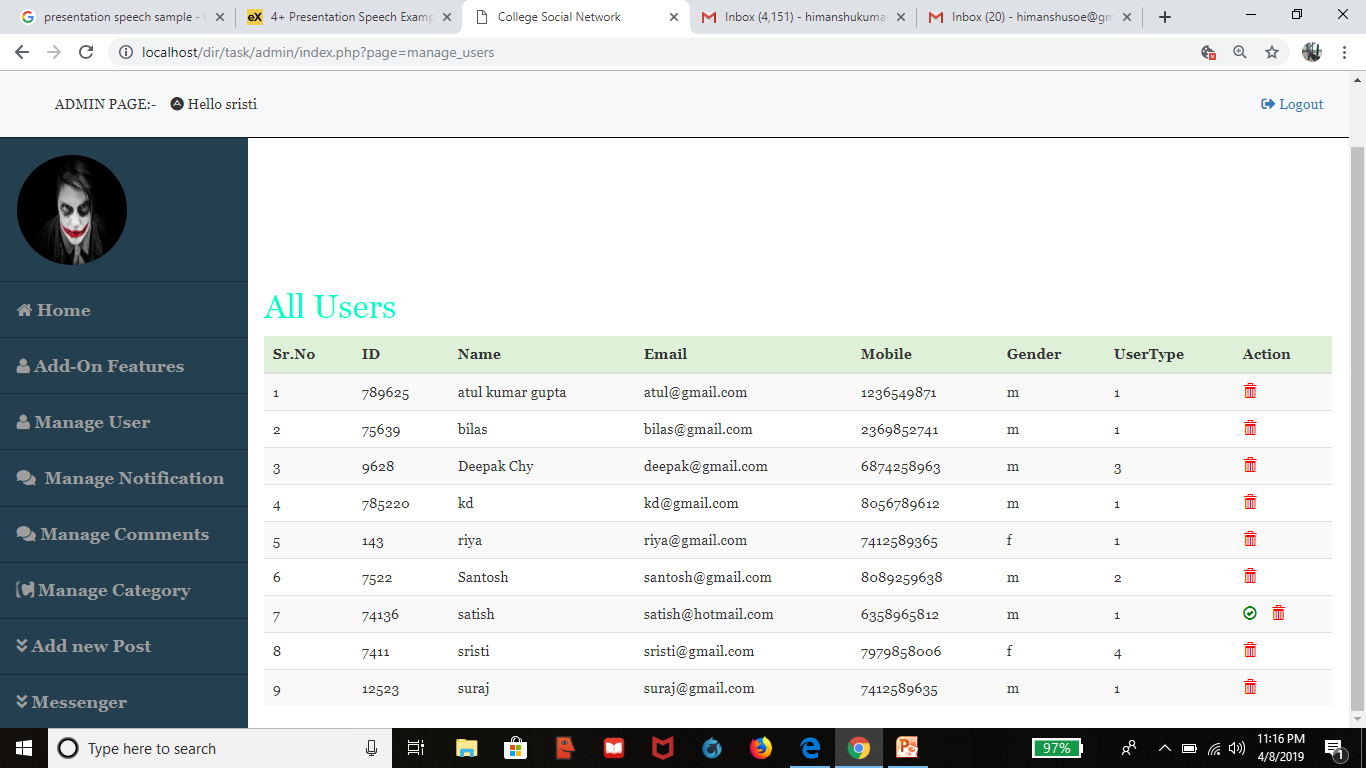 presentation speech sample - G
4+ Presentation Speech Examp
College Social Network
Inbox (4,151) - himanshukuma
Inbox (20) - himanshusoe@gm
localhost/dir/task/admin/index.php?page=manage_users
ADMIN PAGE:- Hello sristi
Logout
Home
Add-On Features
Manage User
Manage Notification
Manage Comments
Manage Category
Add new Post
Messenger
All Users
Sr.No ID Name Email Mobile Gender UserType Action
1 789625 atul kumar gupta atul@gmail.com 1236549871 m 1
2 75639 bilas bilas@gmail.com 2369852741 m 1
3 9628 Deepak Chy deepak@gmail.com 6874258963 m 3
4 785220 kd kd@gmail.com 8056789612 m 1
5 143 riya riya@gmail.com 7412589365 f 1
6 7522 Santosh santosh@gmail.com 8089259638 m 2
7 74136 satish satish@hotmail.com 6358965812 m 1
8 7411 sristi sristi@gmail.com 7979858006 f 4
9 12523 suraj suraj@gmail.com 7412589635 m 1
Type here to search
97%
11:16 PM
4/8/2019
1